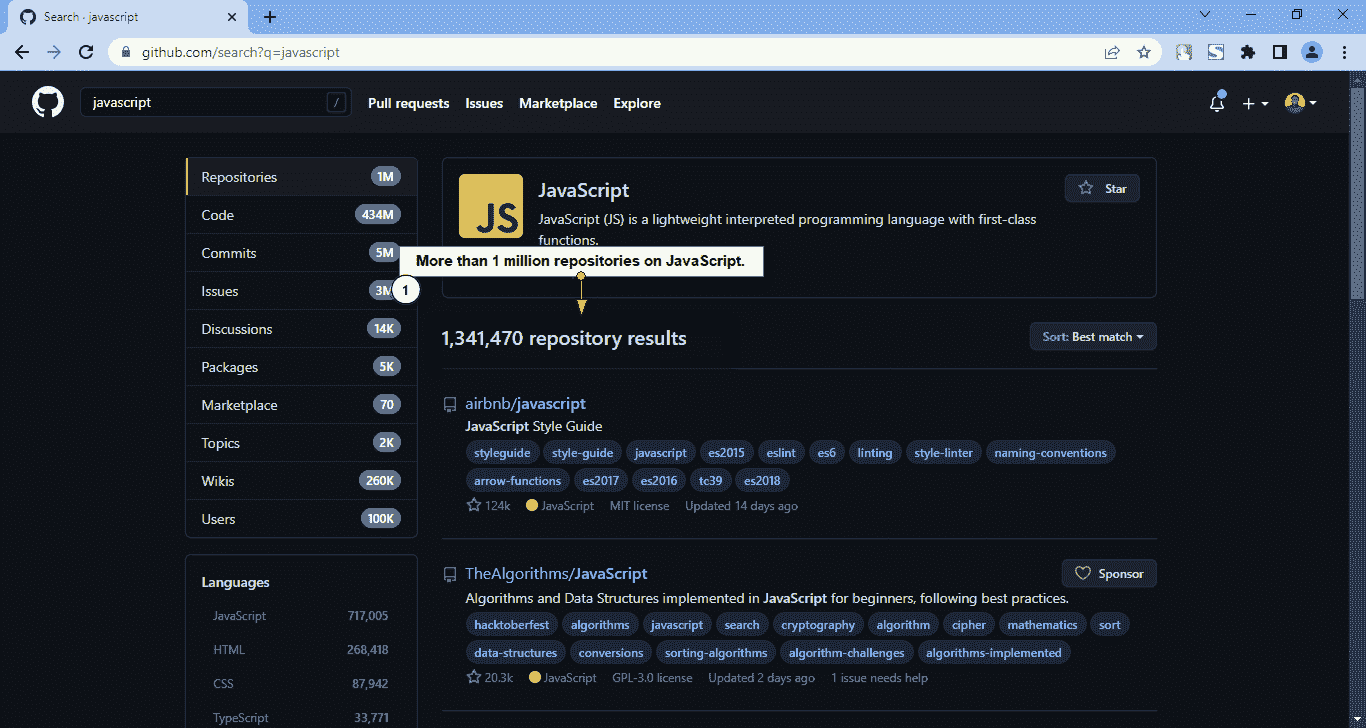 Search · javascript
github.com/search?q=javascript
javascript /
Pull requests Issues Marketplace Explore
Repositories 1M
Code 434M
Commits 5M
Issues 3M
Discussions 14K
Packages 5K
Marketplace 70
Topics 2K
Wikis 260K
Users 100K
Languages
JavaScript 717,005
HTML 268,418
CSS 87,942
TypeScript 33,771
JS
JavaScript
Star
JavaScript (JS) is a lightweight interpreted programming language with first-class
functions.
More than 1 million repositories on JavaScript.
1
1,341,470 repository results
Sort: Best match
airbnb/javascript
JavaScript Style Guide
styleguide style-guide javascript es2015 eslint es6 linting style-linter naming-conventions
arrow-functions es2017 es2016 tc39 es2018
124k JavaScript MIT license Updated 14 days ago
TheAlgorithms/JavaScript
Sponsor
Algorithms and Data Structures implemented in JavaScript for beginners, following best practices.
hacktoberfest algorithms javascript search cryptography algorithm cipher mathematics sort
data-structures conversions sorting-algorithms algorithm-challenges algorithms-implemented
20.3k JavaScript GPL-3.0 license Updated 2 days ago 1 issue needs help